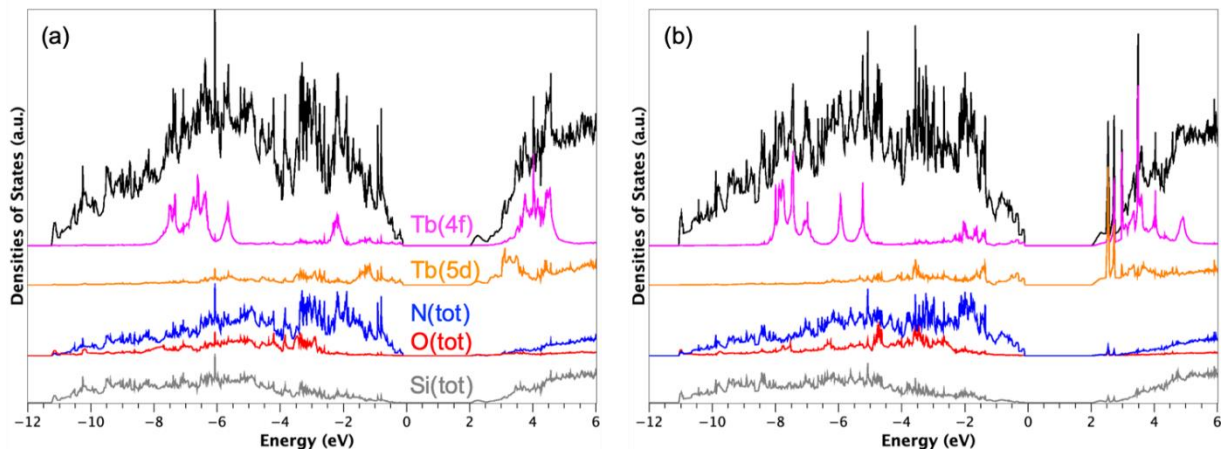 (a)
Densities of States (a.u.)
Tb(4f)
Tb(5d)
N(tot)
O(tot)
Si(tot)
−12 −10 −8 −6 −4 −2 0 2 4 6
Energy (eV)
(b)
Densities of States (a.u.)
−12 −10 −8 −6 −4 −2 0 2 4 6
Energy (eV)